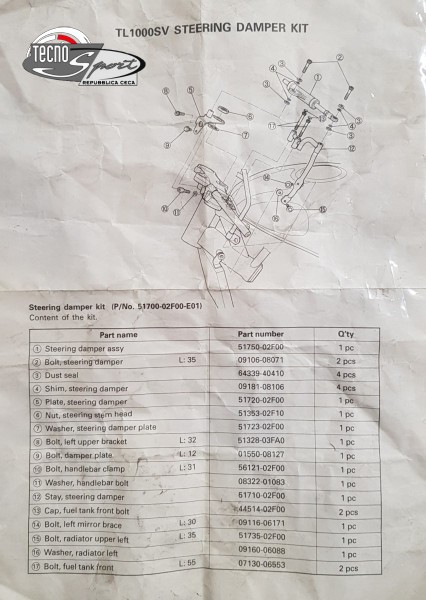 TL1000SV STEERING DAMPER KIT
TECNO
Sport
REPUBBLICA CECA
Steering damper kit (P/No. 51700-02F00-E01)
Content of the kit.
Part name Part number Q'ty
① Steering damper assy 51750-02F00 1 pc
② Bolt, steering damper L: 35 09106-08071 2 pcs
③ Dust seal 64339-40410 4 pcs
④ Shim, steering damper 09181-08106 4 pcs
⑤ Plate, steering damper 51720-02F00 1 pc
⑥ Nut, steering stem head 51353-02F10 1 pc
⑦ Washer, steering damper plate 51723-02F00 1 pc
⑧ Bolt, left upper bracket L: 32 51328-03FA0 1 pc
⑨ Bolt, damper plate L: 12 01550-08127 1 pc
⑩ Bolt, handlebar clamp L: 31 56121-02F00 1 pc
⑪ Washer, handlebar bolt 08322-01083 1 pc
⑫ Stay, steering damper 61710-02F00 1 pc
⑬ Cap, fuel tank front bolt 44514-02F00 2 pc
⑭ Bolt, left mirror brace L: 30 09116-06171 1 pc
⑮ Bolt, radiator upper left L: 35 51735-02F00 1 pc
⑯ Washer, radiator left 09160-06088 1 pc
⑰ Bolt, fuel tank front L: 55 07130-06553 2 pcs